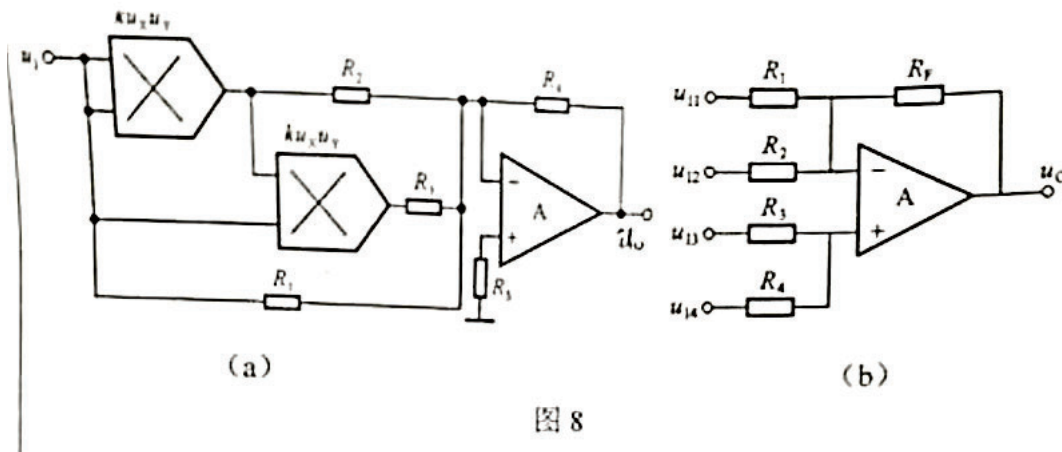 ku_X u_Y
u_I
R_2
R_4
ku_X u_Y
R_3
A
u_o
R_5
R_1
(a)
R_1
R_F
u_I1
R_2
u_I2
A
u_O
R_3
u_I3
R_4
u_I4
(b)
图 8